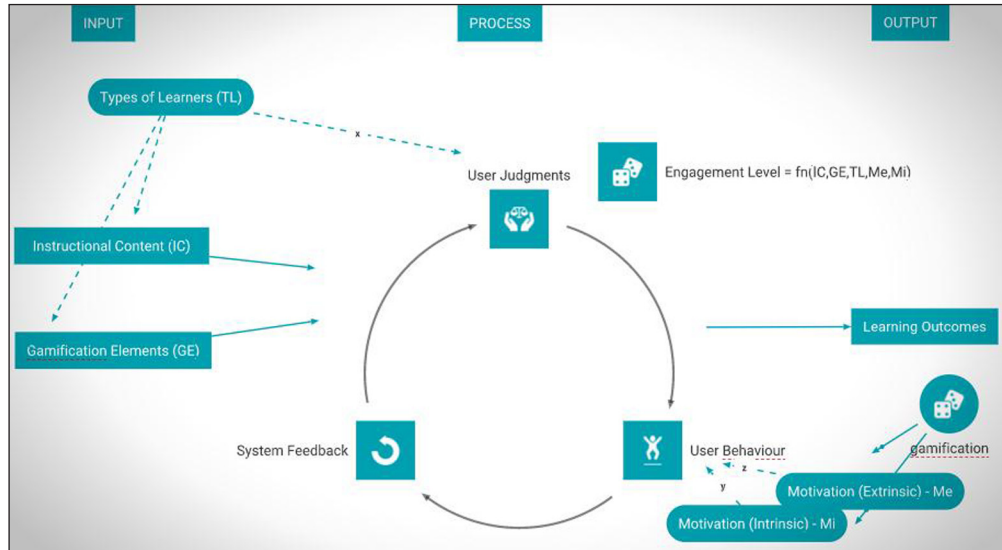 INPUT
PROCESS
OUTPUT
Types of Learners (TL)
x
User Judgments
Engagement Level = fn(IC,GE,TL,Me,Mi)
Instructional Content (IC)
Gamification Elements (GE)
Learning Outcomes
System Feedback
User Behaviour
gamification
z
y
Motivation (Extrinsic) - Me
Motivation (Intrinsic) - Mi